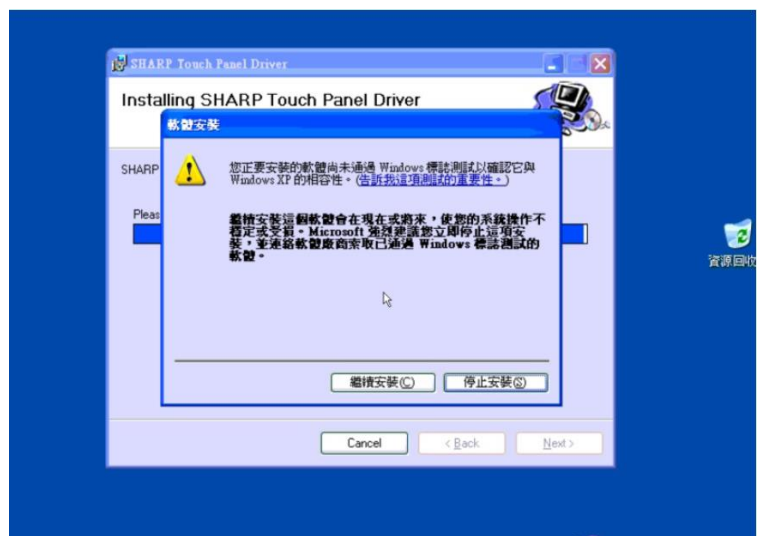 SHARP Touch Panel Driver
Installing SHARP Touch Panel Driver
軟體安裝
SHARP
您正要安裝的軟體尚未通過 Windows 標誌測試以確認它與
Windows XP 的相容性。(告訴我這項測試的重要性。)
Pleas
繼續安裝這個軟體會在現在或將來,使您的系統操作不
穩定或受損。Microsoft 強烈建議您立即停止這項安
裝,並連絡軟體廠商索取已通過 Windows 標誌測試的
軟體。
資源回收
繼續安裝(C)
停止安裝(S)
Cancel
< Back
Next >